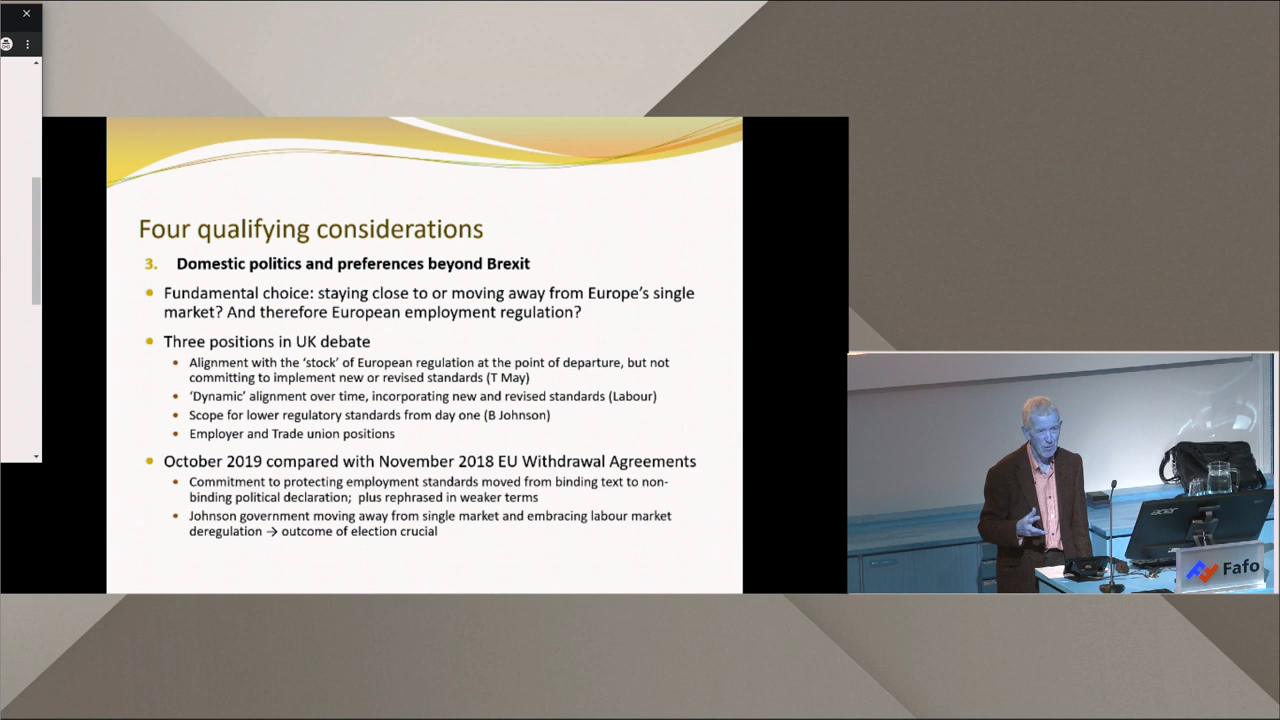 Four qualifying considerations
3. Domestic politics and preferences beyond Brexit
• Fundamental choice: staying close to or moving away from Europe's single
market? And therefore European employment regulation?
• Three positions in UK debate
• Alignment with the 'stock' of European regulation at the point of departure, but not
committing to implement new or revised standards (T May)
• 'Dynamic' alignment over time, incorporating new and revised standards (Labour)
• Scope for lower regulatory standards from day one (B Johnson)
• Employer and Trade union positions
• October 2019 compared with November 2018 EU Withdrawal Agreements
• Commitment to protecting employment standards moved from binding text to non-
binding political declaration; plus rephrased in weaker terms
• Johnson government moving away from single market and embracing labour market
deregulation → outcome of election crucial
acer
Fafo